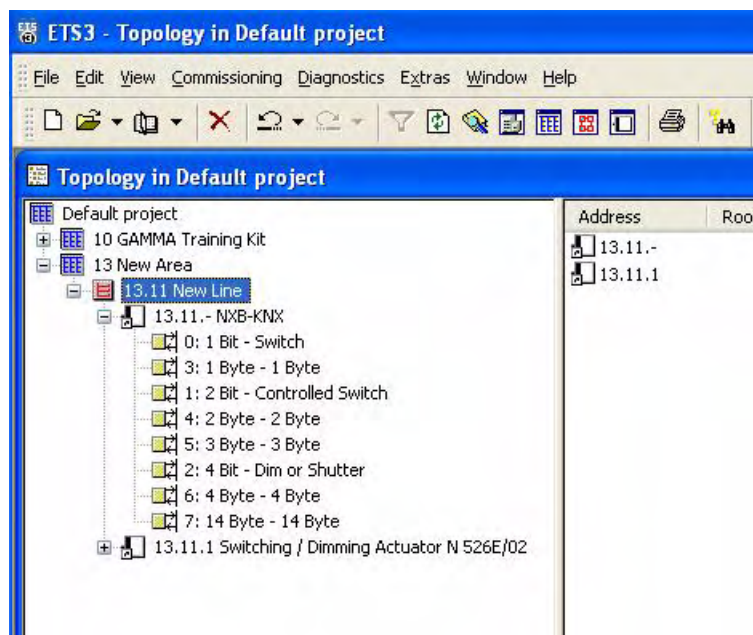 ETS3 - Topology in Default project
File Edit View Commissioning Diagnostics Extras Window Help
Topology in Default project
Default project
10 GAMMA Training Kit
13 New Area
13.11 New Line
13.11.- NXB-KNX
0: 1 Bit - Switch
3: 1 Byte - 1 Byte
1: 2 Bit - Controlled Switch
4: 2 Byte - 2 Byte
5: 3 Byte - 3 Byte
2: 4 Bit - Dim or Shutter
6: 4 Byte - 4 Byte
7: 14 Byte - 14 Byte
13.11.1 Switching / Dimming Actuator N 526E/02
Address Roo
13.11.-
13.11.1